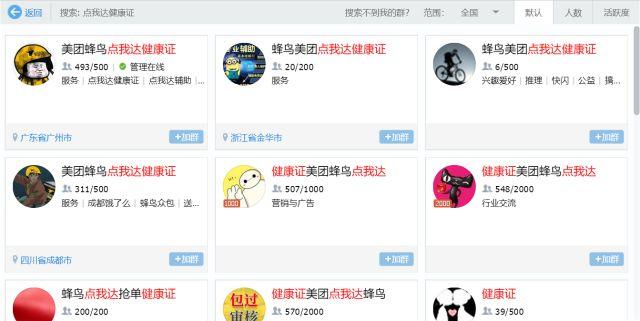 返回 搜索: 点我达健康证 搜索不到我的群? 范围: 全国 默认 人数 活跃度
美团蜂鸟点我达健康证
493/500 管理在线
服务 点我达健康证 点我达辅助 ...
广东省广州市 +加群
蜂鸟美团点我达健康证
业辅助
20/200
服务
浙江省金华市 +加群
蜂鸟美团点我达健康证
6/500
兴趣爱好 推理 快闪 公益 搞...
+加群
美团蜂鸟点我达健康证
311/500
服务 成都饿了么 蜂鸟众包 送...
四川省成都市 +加群
健康证美团蜂鸟点我达
507/1000
1000
营销与广告
+加群
健康证美团蜂鸟点我达
548/2000
2000
行业交流
+加群
蜂鸟点我达抢单健康证
200/200
健康证美团点我达蜂鸟
包过
审核
570/2000
健康证
39/500